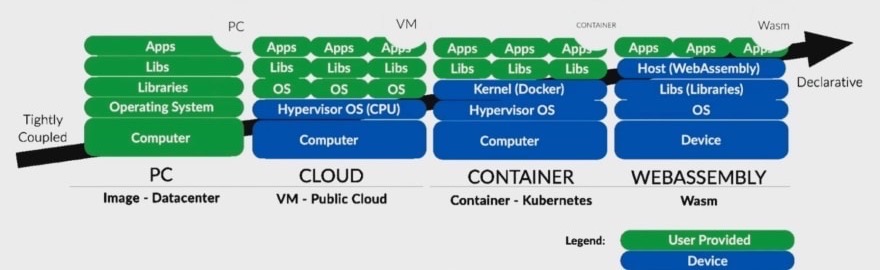 PC
VM
CONTAINER
Wasm
Apps
Libs
Libraries
Operating System
Computer
Apps Apps Apps
Libs Libs Libs
OS OS OS
Hypervisor OS (CPU)
Computer
Apps Apps Apps
Libs Libs Libs
Kernel (Docker)
Hypervisor OS
Computer
Apps Apps Apps
Host (WebAssembly)
Libs (Libraries)
OS
Device
Tightly
Coupled
Declarative
PC
Image - Datacenter
CLOUD
VM - Public Cloud
CONTAINER
Container - Kubernetes
WEBASSEMBLY
Wasm
Legend:
User Provided
Device